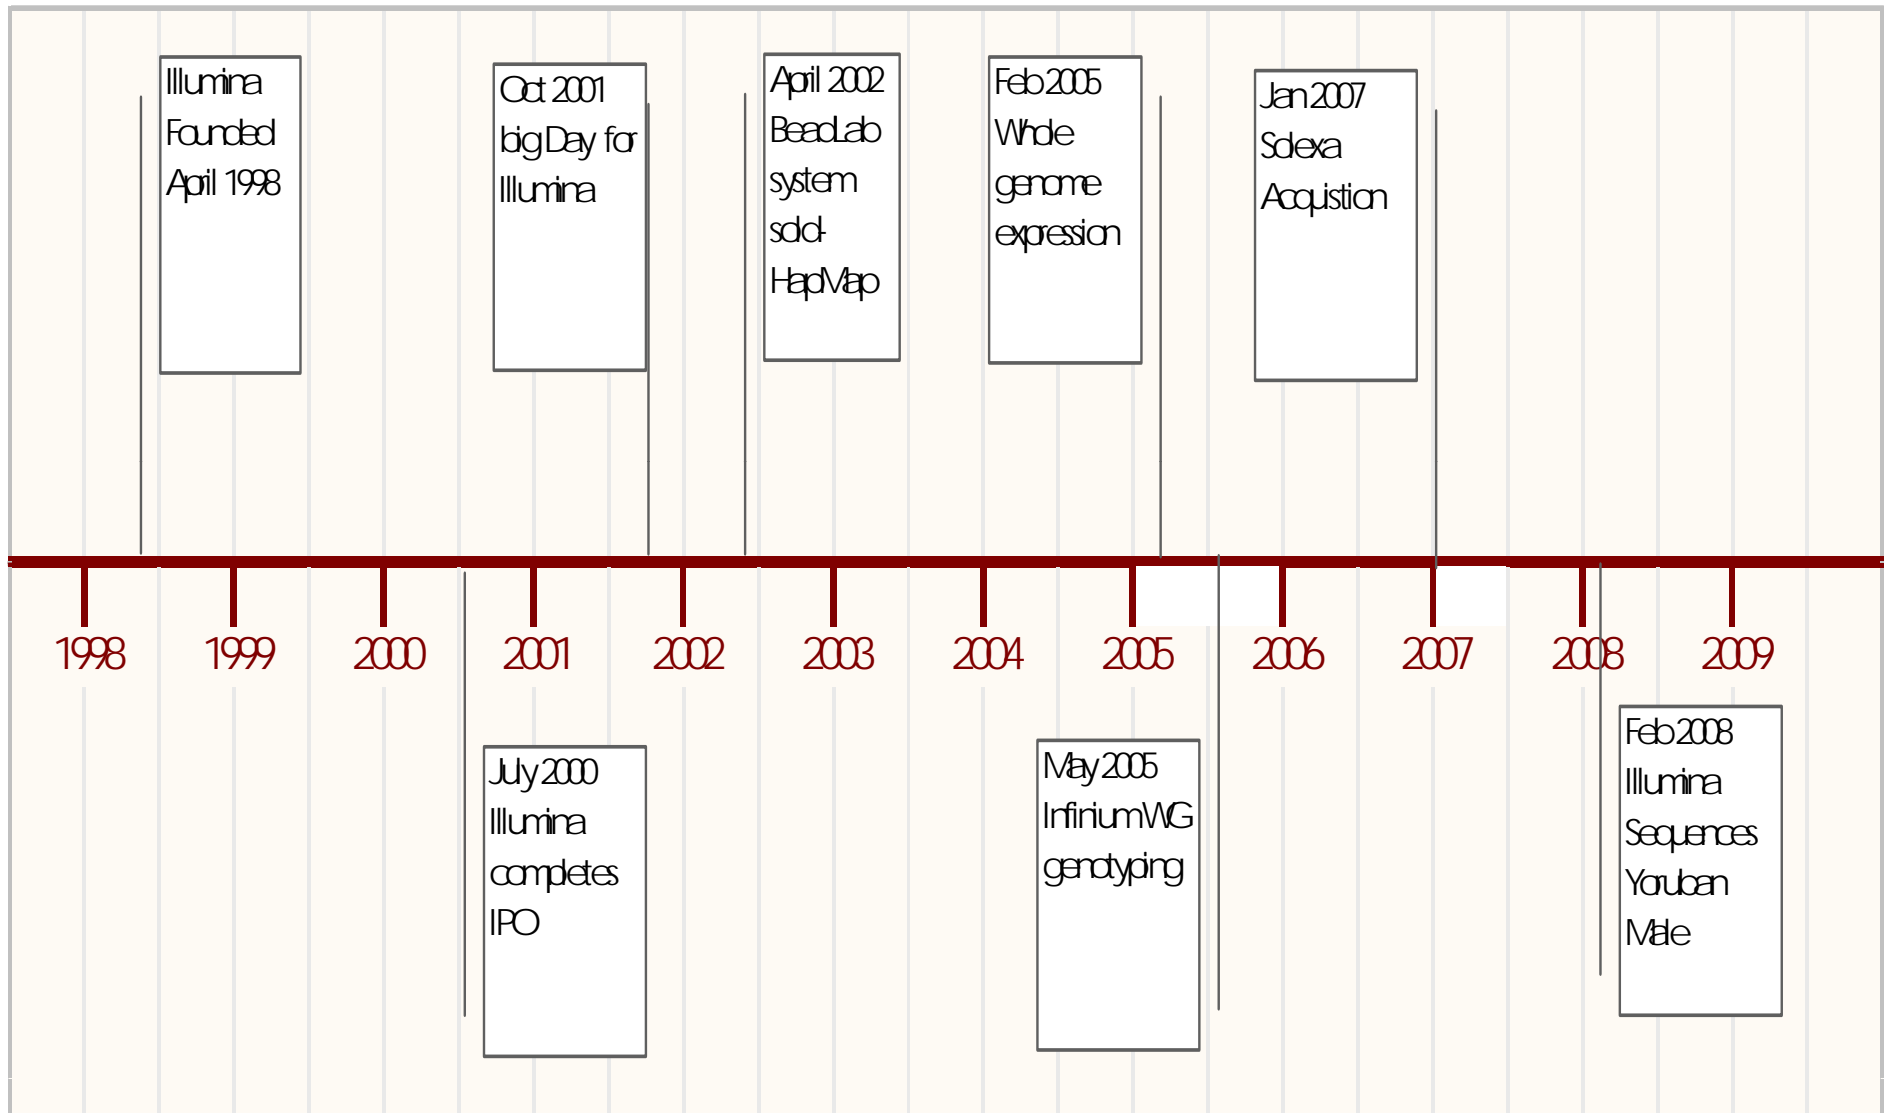 Illumina
Founded
April 1998
Oct 2001
big Day for
Illumina
April 2002
BeadLab
system
sold-
HapMap
Feb 2005
Whole
genome
expression
Jan 2007
Solexa
Acquistion
1998
1999
2000
2001
2002
2003
2004
2005
2006
2007
2008
2009
July 2000
Illumina
completes
IPO
May 2005
Infinium WG
genotyping
Feb 2008
Illumina
Sequences
Yoruban
Male